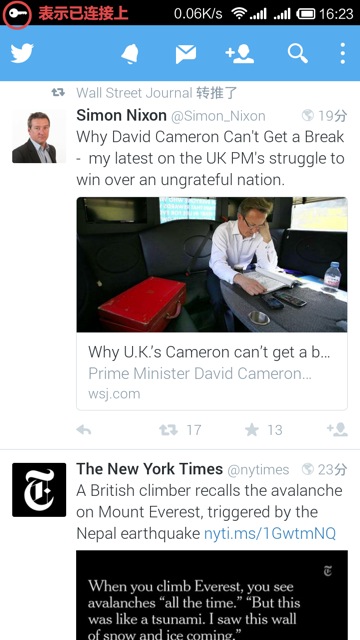 表示已连接上
0.06K/s
16:23
Wall Street Journal 转推了
Simon Nixon @Simon_Nixon 19分
Why David Cameron Can't Get a Break
- my latest on the UK PM's struggle to
win over an ungrateful nation.
Why U.K.’s Cameron can’t get a b...
Prime Minister David Cameron...
wsj.com
17
13
The New York Times @nytimes 23分
A British climber recalls the avalanche
on Mount Everest, triggered by the
Nepal earthquake nyti.ms/1GwtmNQ
When you climb Everest, you see
avalanches “all the time.” “But this
was like a tsunami. I saw this wall
of snow and ice coming.”